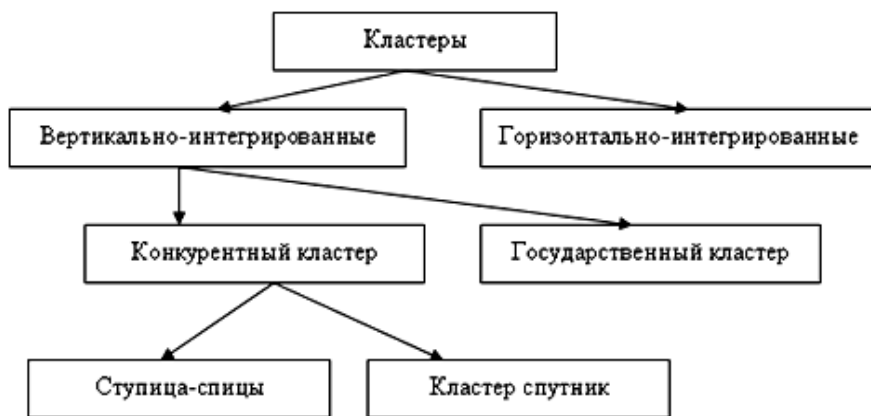 Кластеры
Вертикально-интегрированные
Горизонтально-интегрированные
Конкурентный кластер
Государственный кластер
Ступица-спицы
Кластер спутник